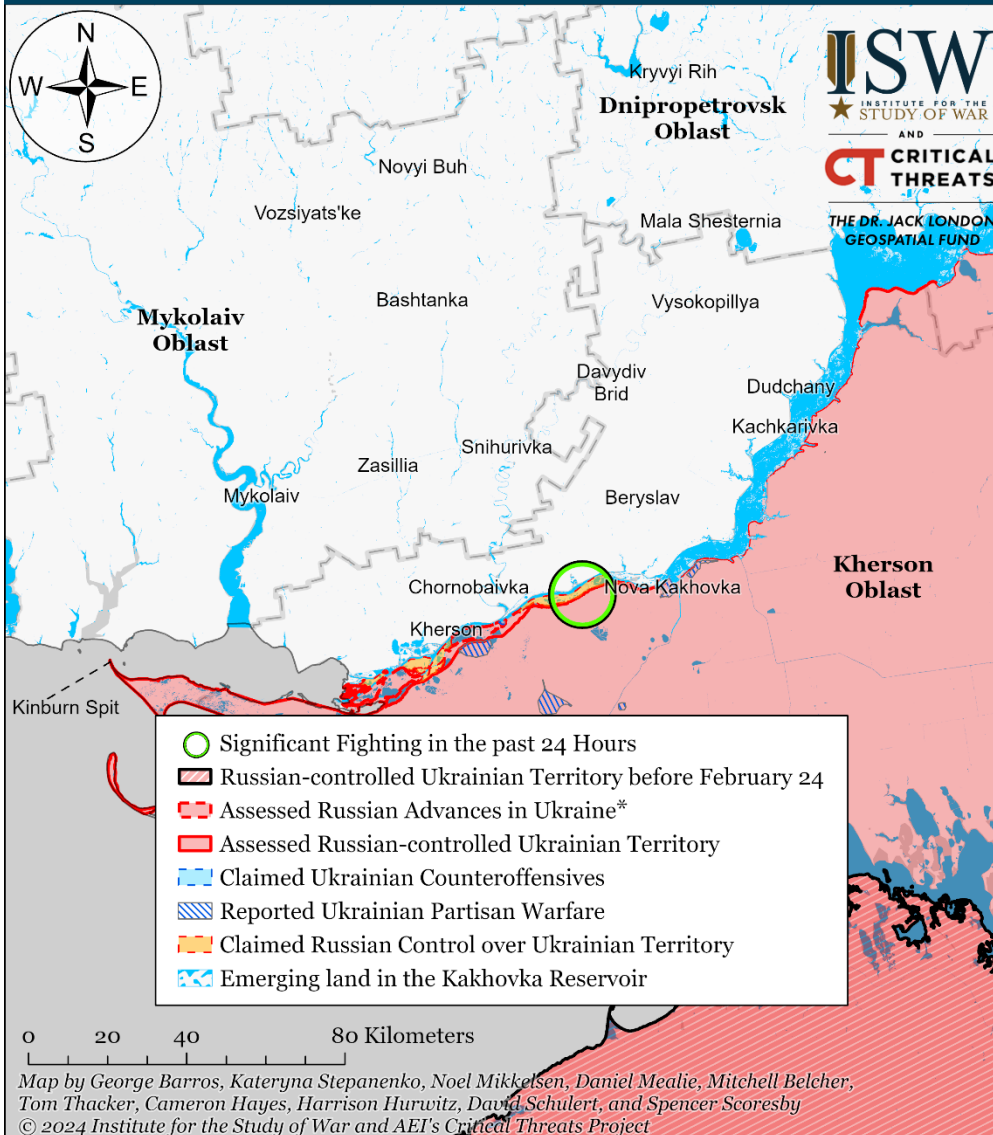 N
W E
S
ISW
INSTITUTE FOR THE
STUDY OF WAR
AND
CT CRITICAL
THREATS
THE DR. JACK LONDON
GEOSPATIAL FUND
Kryvyi Rih
Dnipropetrovsk
Oblast
Novyi Buh
Vozsiyats'ke
Mala Shesternia
Bashtanka
Vysokopillya
Mykolaiv
Oblast
Davydiv
Brid
Dudchany
Kachkarivka
Snihurivka
Zasillia
Mykolaiv
Beryslav
Kherson
Oblast
Chornobaivka
Nova Kakhovka
Kherson
Kinburn Spit
Significant Fighting in the past 24 Hours
Russian-controlled Ukrainian Territory before February 24
Assessed Russian Advances in Ukraine*
Assessed Russian-controlled Ukrainian Territory
Claimed Ukrainian Counteroffensives
Reported Ukrainian Partisan Warfare
Claimed Russian Control over Ukrainian Territory
Emerging land in the Kakhovka Reservoir
0 20 40 80 Kilometers
Map by George Barros, Kateryna Stepanenko, Noel Mikkelsen, Daniel Mealie, Mitchell Belcher,
Tom Thacker, Cameron Hayes, Harrison Hurwitz, David Schulert, and Spencer Scoresby
© 2024 Institute for the Study of War and AEI's Critical Threats Project